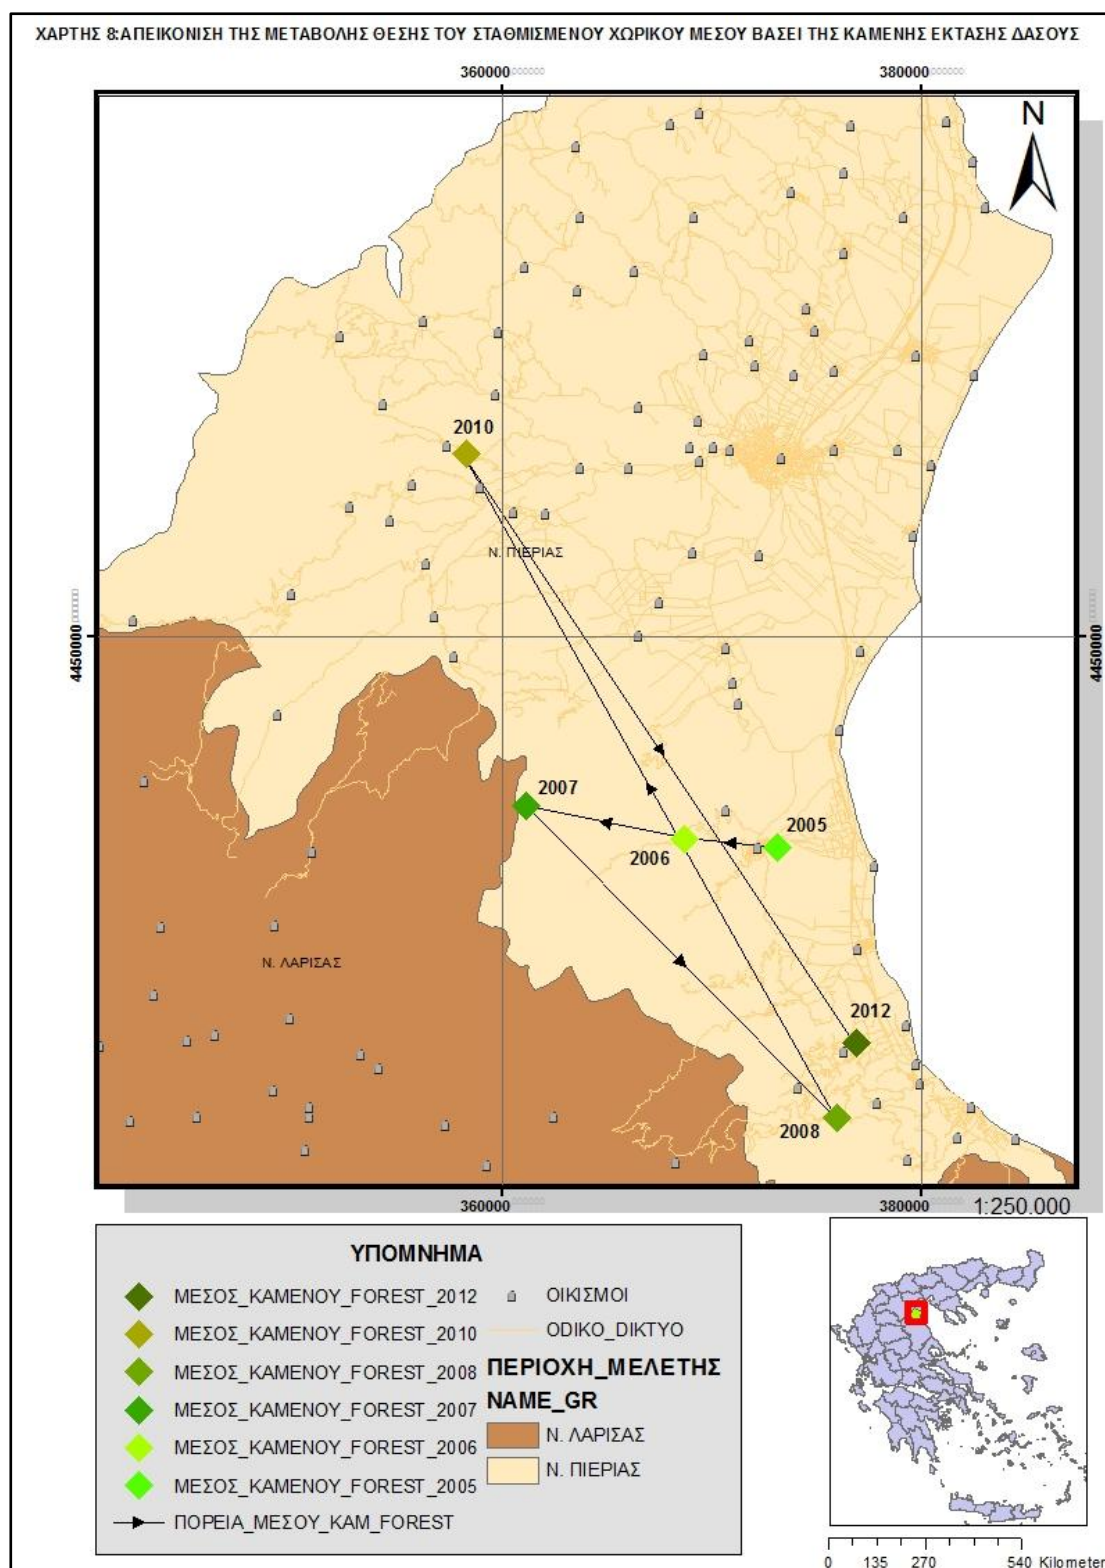 ΧΑΡΤΗΣ 8:ΑΠΕΙΚΟΝΙΣΗ ΤΗΣ ΜΕΤΑΒΟΛΗΣ ΘΕΣΗΣ ΤΟΥ ΣΤΑΘΜΙΣΜΕΝΟΥ ΧΩΡΙΚΟΥ ΜΕΣΟΥ ΒΑΣΕΙ ΤΗΣ ΚΑΜΕΝΗΣ ΕΚΤΑΣΗΣ ΔΑΣΟΥΣ
360000 380000
N
2010
Ν. ΠΙΕΡΙΑΣ
4450000 4450000
2007
2005
2006
Ν. ΛΑΡΙΣΑΣ
2012
2008
360000 380000
1:250.000
ΥΠΟΜΝΗΜΑ
ΜΕΣΟΣ_ΚΑΜΕΝΟΥ_FOREST_2012
ΜΕΣΟΣ_ΚΑΜΕΝΟΥ_FOREST_2010
ΜΕΣΟΣ_ΚΑΜΕΝΟΥ_FOREST_2008
ΜΕΣΟΣ_ΚΑΜΕΝΟΥ_FOREST_2007
ΜΕΣΟΣ_ΚΑΜΕΝΟΥ_FOREST_2006
ΜΕΣΟΣ_ΚΑΜΕΝΟΥ_FOREST_2005
ΠΟΡΕΙΑ_ΜΕΣΟΥ_ΚΑΜ_FOREST
ΟΙΚΙΣΜΟΙ
ODIKO_DIKTYO
ΠΕΡΙΟΧΗ_ΜΕΛΕΤΗΣ
NAME_GR
Ν. ΛΑΡΙΣΑΣ
Ν. ΠΙΕΡΙΑΣ
0 135 270 540 Kilometer